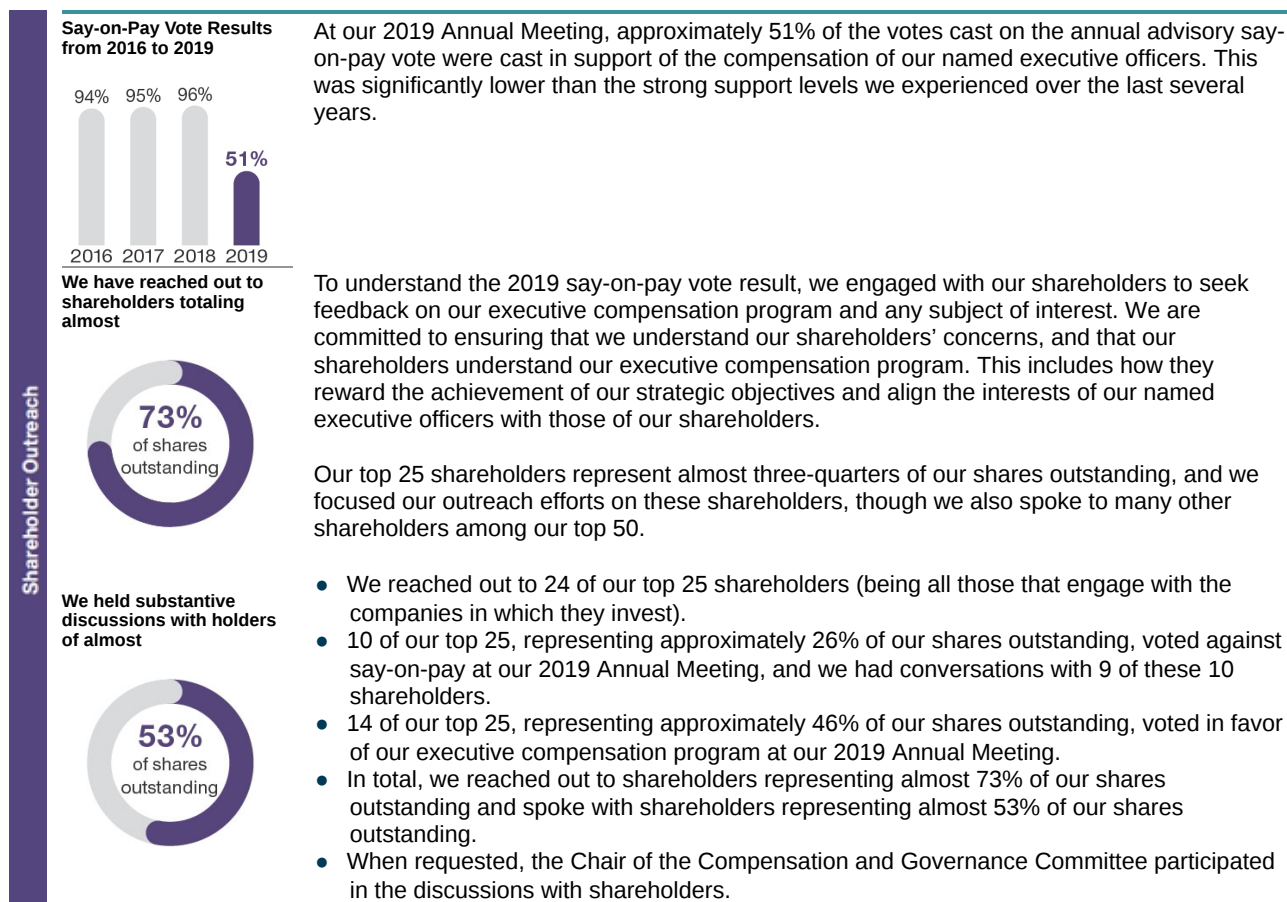 Shareholder Outreach
Say-on-Pay Vote Results
from 2016 to 2019
94% 95% 96%
51%
2016 2017 2018 2019
At our 2019 Annual Meeting, approximately 51% of the votes cast on the annual advisory say-
on-pay vote were cast in support of the compensation of our named executive officers. This
was significantly lower than the strong support levels we experienced over the last several
years.
We have reached out to
shareholders totaling
almost
73%
of shares
outstanding
To understand the 2019 say-on-pay vote result, we engaged with our shareholders to seek
feedback on our executive compensation program and any subject of interest. We are
committed to ensuring that we understand our shareholders’ concerns, and that our
shareholders understand our executive compensation program. This includes how they
reward the achievement of our strategic objectives and align the interests of our named
executive officers with those of our shareholders.
Our top 25 shareholders represent almost three-quarters of our shares outstanding, and we
focused our outreach efforts on these shareholders, though we also spoke to many other
shareholders among our top 50.
We held substantive
discussions with holders
of almost
53%
of shares
outstanding
● We reached out to 24 of our top 25 shareholders (being all those that engage with the
companies in which they invest).
● 10 of our top 25, representing approximately 26% of our shares outstanding, voted against
say-on-pay at our 2019 Annual Meeting, and we had conversations with 9 of these 10
shareholders.
● 14 of our top 25, representing approximately 46% of our shares outstanding, voted in favor
of our executive compensation program at our 2019 Annual Meeting.
● In total, we reached out to shareholders representing almost 73% of our shares
outstanding and spoke with shareholders representing almost 53% of our shares
outstanding.
● When requested, the Chair of the Compensation and Governance Committee participated
in the discussions with shareholders.